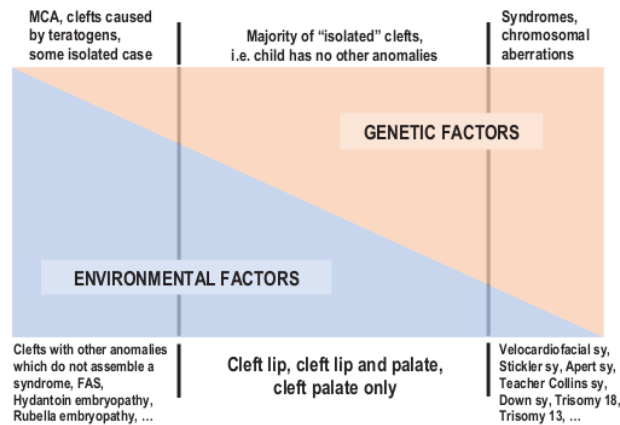 MCA, clefts caused
by teratogens,
some isolated case
Majority of “isolated” clefts,
i.e. child has no other anomalies
Syndromes,
chromosomal
aberrations
GENETIC FACTORS
ENVIRONMENTAL FACTORS
Clefts with other anomalies
which do not assemble a
syndrome, FAS,
Hydantoin embryopathy,
Rubella embryopathy, ...
Cleft lip, cleft lip and palate,
cleft palate only
Velocardiofacial sy,
Stickler sy, Apert sy,
Teacher Collins sy,
Down sy, Trisomy 18,
Trisomy 13, ...